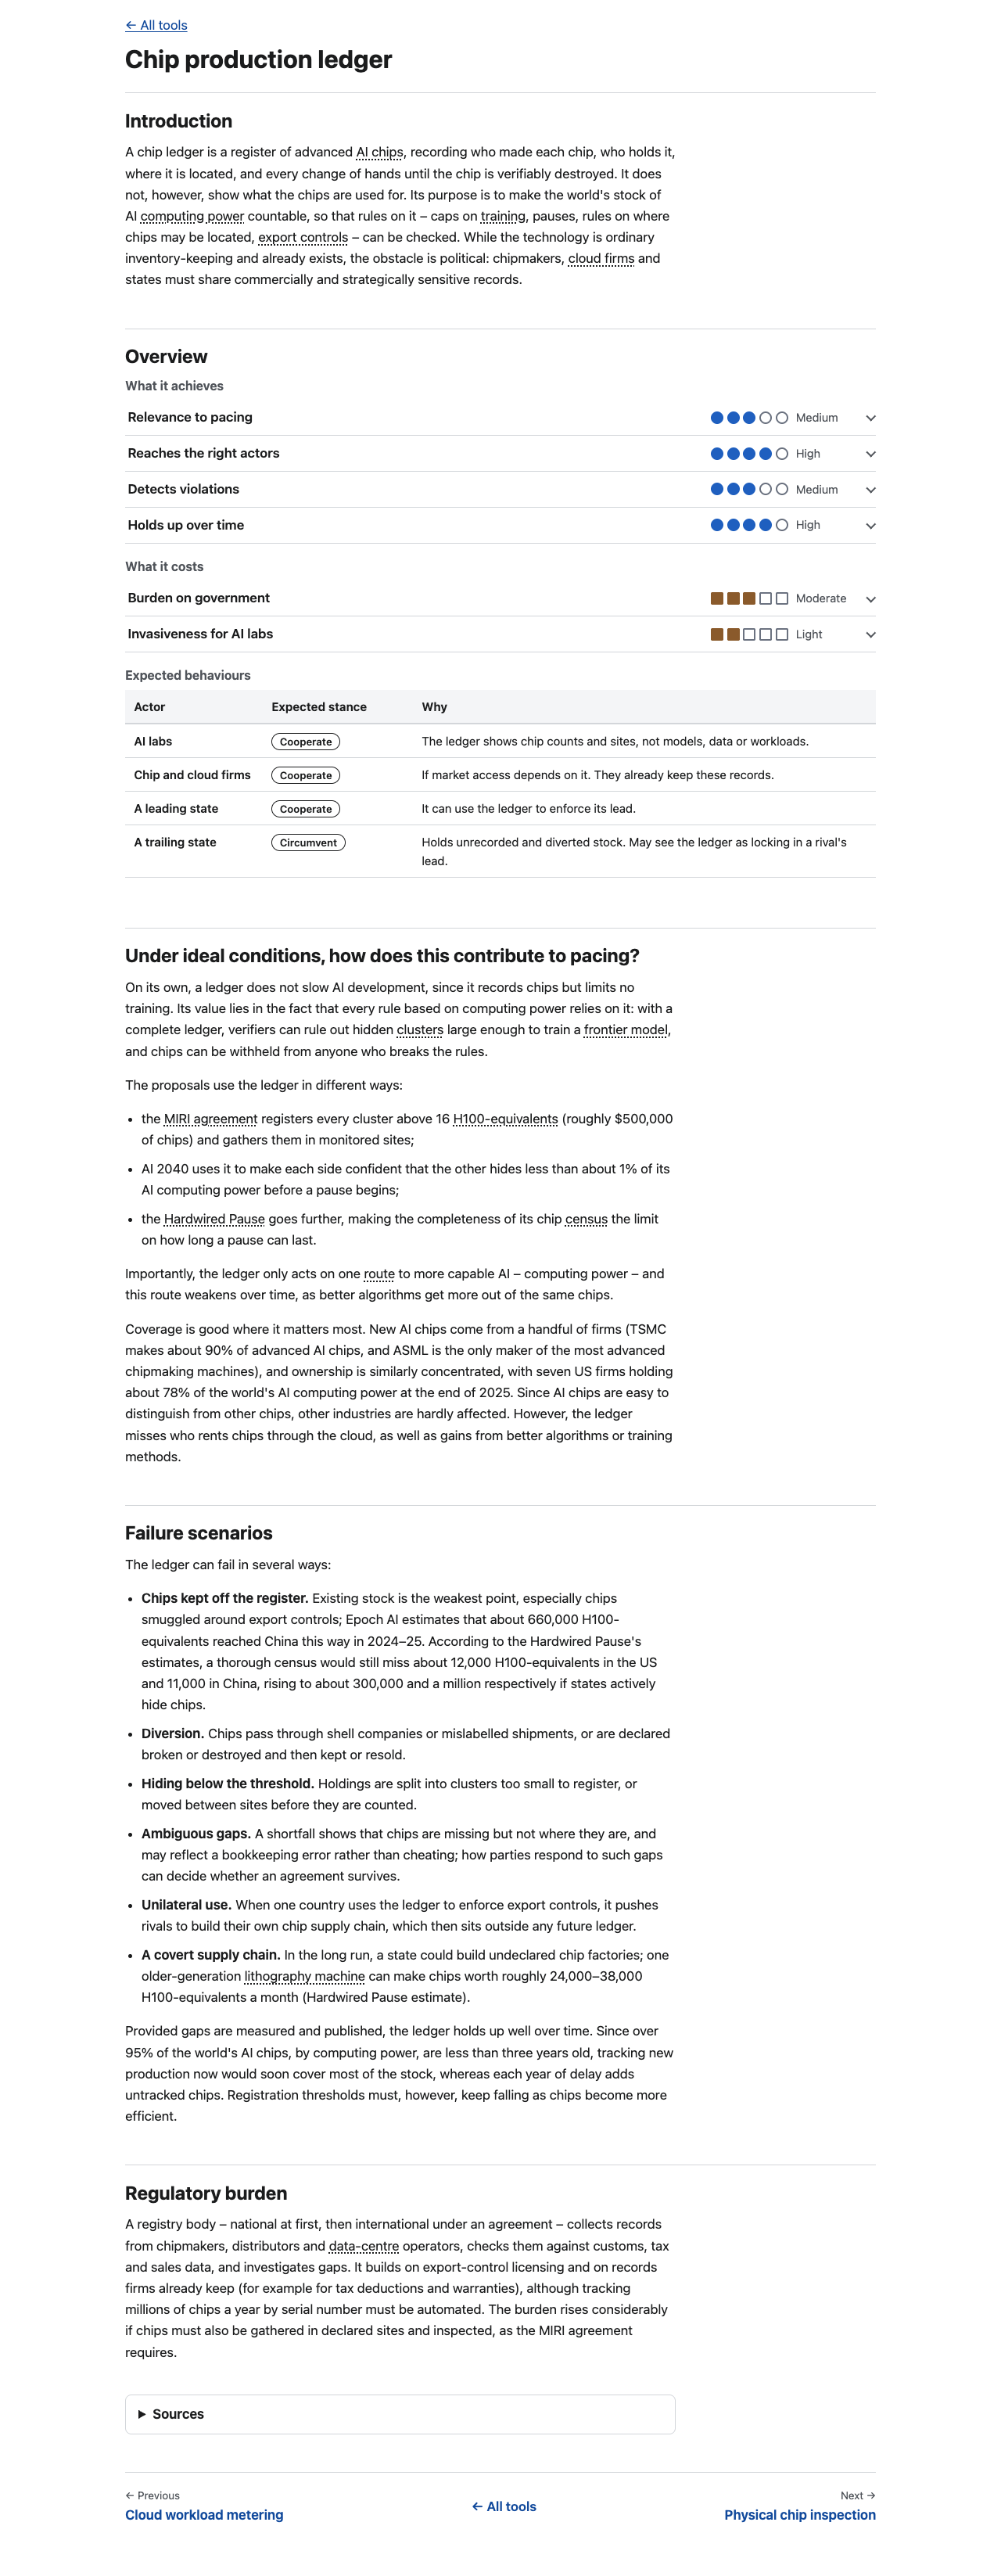 ← All tools
Chip production ledger
Introduction
A chip ledger is a register of advanced AI chips, recording who made each chip, who holds it,
where it is located, and every change of hands until the chip is verifiably destroyed. It does
not, however, show what the chips are used for. Its purpose is to make the world's stock of
AI computing power countable, so that rules on it – caps on training, pauses, rules on where
chips may be located, export controls – can be checked. While the technology is ordinary
inventory-keeping and already exists, the obstacle is political: chipmakers, cloud firms and
states must share commercially and strategically sensitive records.
Overview
What it achieves
Relevance to pacing Medium
Reaches the right actors High
Detects violations Medium
Holds up over time High
What it costs
Burden on government Moderate
Invasiveness for AI labs Light
Expected behaviours
Actor Expected stance Why
AI labs Cooperate The ledger shows chip counts and sites, not models, data or workloads.
Chip and cloud firms Cooperate If market access depends on it. They already keep these records.
A leading state Cooperate It can use the ledger to enforce its lead.
A trailing state Circumvent Holds unrecorded and diverted stock. May see the ledger as locking in a rival's
lead.
Under ideal conditions, how does this contribute to pacing?
On its own, a ledger does not slow AI development, since it records chips but limits no
training. Its value lies in the fact that every rule based on computing power relies on it: with a
complete ledger, verifiers can rule out hidden clusters large enough to train a frontier model,
and chips can be withheld from anyone who breaks the rules.
The proposals use the ledger in different ways:
• the MIRI agreement registers every cluster above 16 H100-equivalents (roughly $500,000
of chips) and gathers them in monitored sites;
• AI 2040 uses it to make each side confident that the other hides less than about 1% of its
AI computing power before a pause begins;
• the Hardwired Pause goes further, making the completeness of its chip census the limit
on how long a pause can last.
Importantly, the ledger only acts on one route to more capable AI – computing power – and
this route weakens over time, as better algorithms get more out of the same chips.
Coverage is good where it matters most. New AI chips come from a handful of firms (TSMC
makes about 90% of advanced AI chips, and ASML is the only maker of the most advanced
chipmaking machines), and ownership is similarly concentrated, with seven US firms holding
about 78% of the world's AI computing power at the end of 2025. Since AI chips are easy to
distinguish from other chips, other industries are hardly affected. However, the ledger
misses who rents chips through the cloud, as well as gains from better algorithms or training
methods.
Failure scenarios
The ledger can fail in several ways:
• Chips kept off the register. Existing stock is the weakest point, especially chips
smuggled around export controls; Epoch AI estimates that about 660,000 H100-
equivalents reached China this way in 2024–25. According to the Hardwired Pause's
estimates, a thorough census would still miss about 12,000 H100-equivalents in the US
and 11,000 in China, rising to about 300,000 and a million respectively if states actively
hide chips.
• Diversion. Chips pass through shell companies or mislabelled shipments, or are declared
broken or destroyed and then kept or resold.
• Hiding below the threshold. Holdings are split into clusters too small to register, or
moved between sites before they are counted.
• Ambiguous gaps. A shortfall shows that chips are missing but not where they are, and
may reflect a bookkeeping error rather than cheating; how parties respond to such gaps
can decide whether an agreement survives.
• Unilateral use. When one country uses the ledger to enforce export controls, it pushes
rivals to build their own chip supply chain, which then sits outside any future ledger.
• A covert supply chain. In the long run, a state could build undeclared chip factories; one
older-generation lithography machine can make chips worth roughly 24,000–38,000
H100-equivalents a month (Hardwired Pause estimate).
Provided gaps are measured and published, the ledger holds up well over time. Since over
95% of the world's AI chips, by computing power, are less than three years old, tracking new
production now would soon cover most of the stock, whereas each year of delay adds
untracked chips. Registration thresholds must, however, keep falling as chips become more
efficient.
Regulatory burden
A registry body – national at first, then international under an agreement – collects records
from chipmakers, distributors and data-centre operators, checks them against customs, tax
and sales data, and investigates gaps. It builds on export-control licensing and on records
firms already keep (for example for tax deductions and warranties), although tracking
millions of chips a year by serial number must be automated. The burden rises considerably
if chips must also be gathered in declared sites and inspected, as the MIRI agreement
requires.
▶ Sources
← Previous
Cloud workload metering
← All tools
Next →
Physical chip inspection